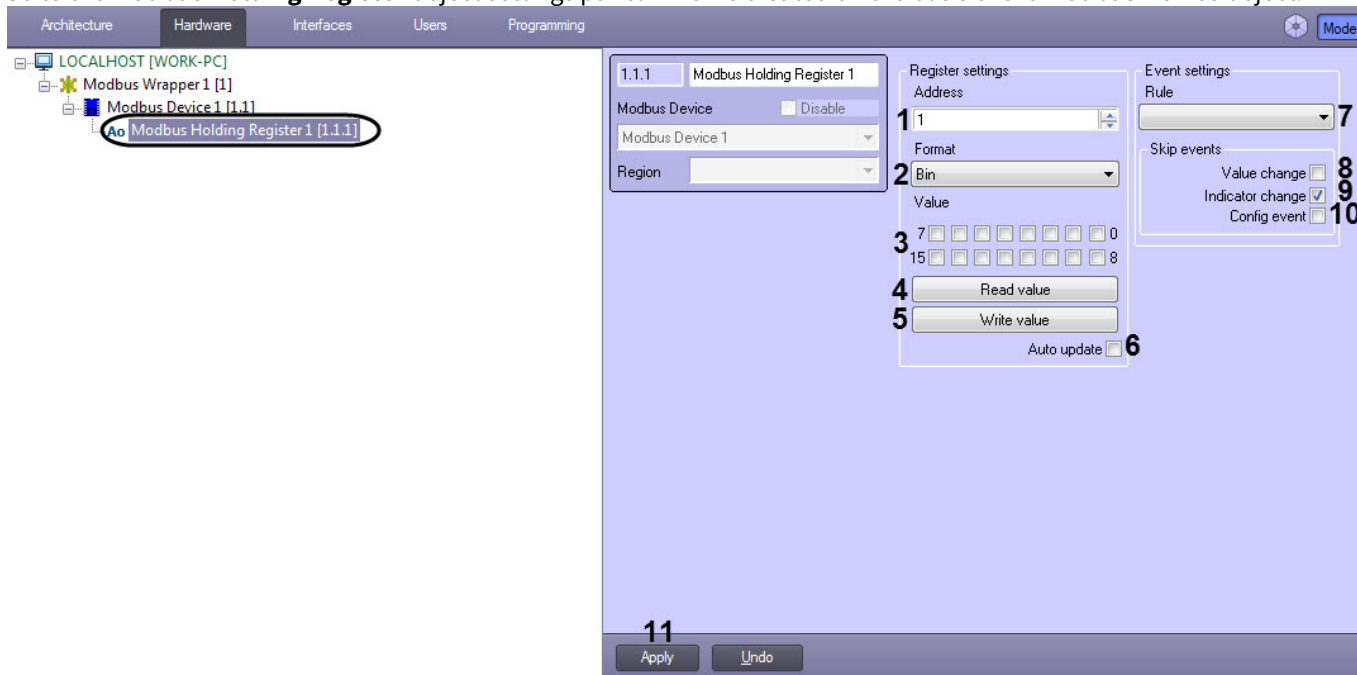 Architecture Hardware Interfaces Users Programming
LOCALHOST [WORK-PC]
Modbus Wrapper 1 [1]
Modbus Device 1 [1.1]
Ao Modbus Holding Register 1 [1.1.1]
1.1.1 Modbus Holding Register 1
Modbus Device Disable
Modbus Device 1
Region
Register settings
Address
1 1
Format
2 Bin
Value
3 7 0
15 8
4 Read value
5 Write value
Auto update 6
Event settings
Rule
7
Skip events
Value change 8
Indicator change 9
Config event 10
11
Apply Undo